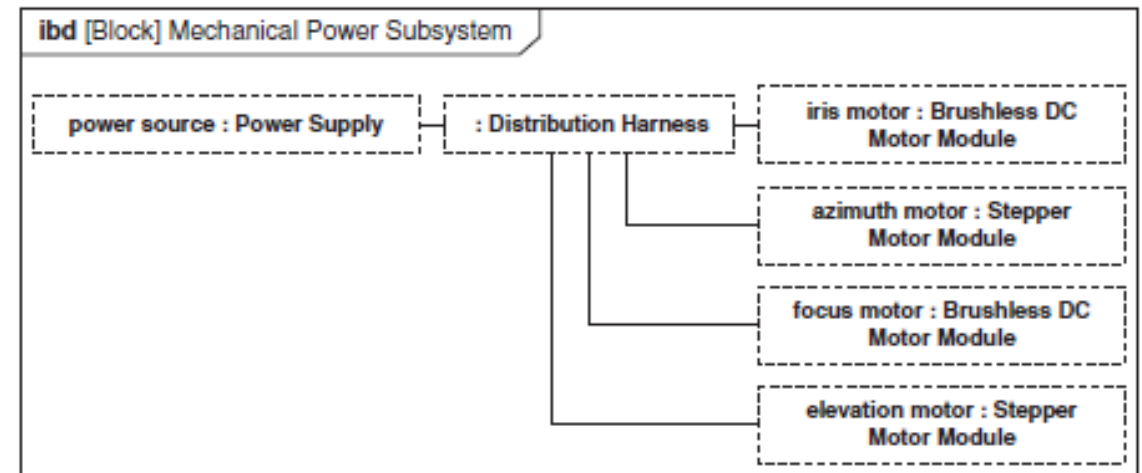 ibd [Block] Mechanical Power Subsystem
power source : Power Supply
: Distribution Harness
iris motor : Brushless DC
Motor Module
azimuth motor : Stepper
Motor Module
focus motor : Brushless DC
Motor Module
elevation motor : Stepper
Motor Module